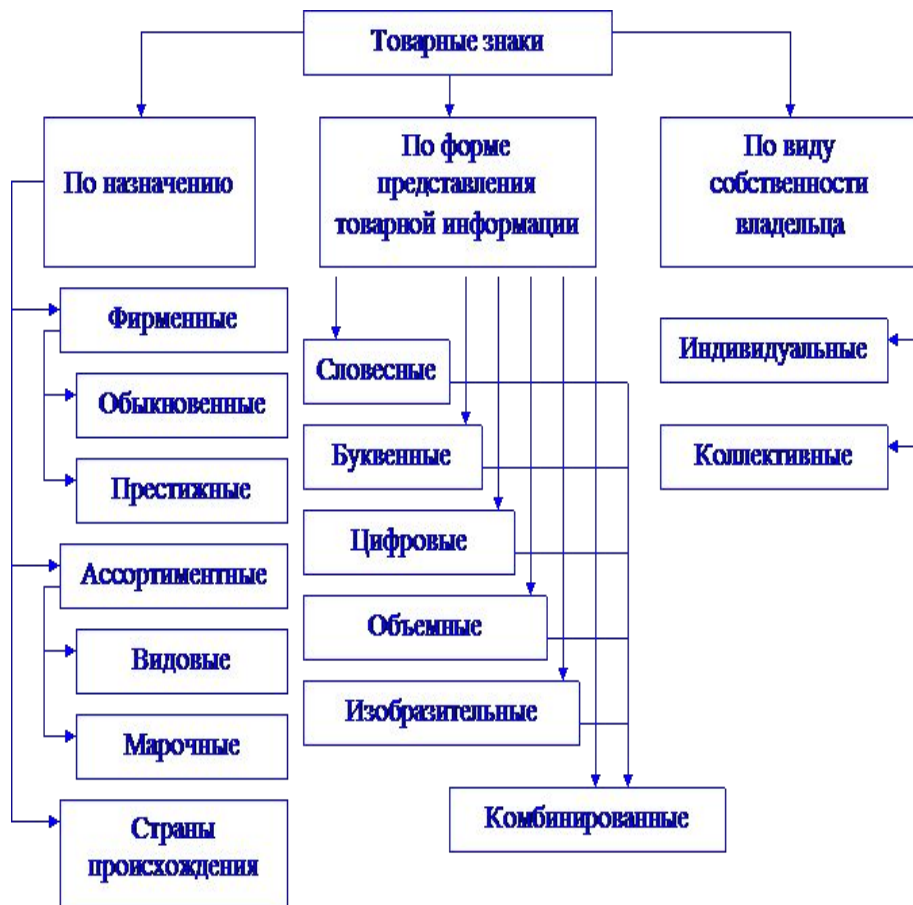 Товарные знаки
По назначению
По форме
представления
товарной информации
По виду
собственности
владельца
Фирменные
Обыкновенные
Престижные
Ассортиментные
Видовые
Марочные
Страны
происхождения
Словесные
Буквенные
Цифровые
Объемные
Изобразительные
Комбинированные
Индивидуальные
Коллективные